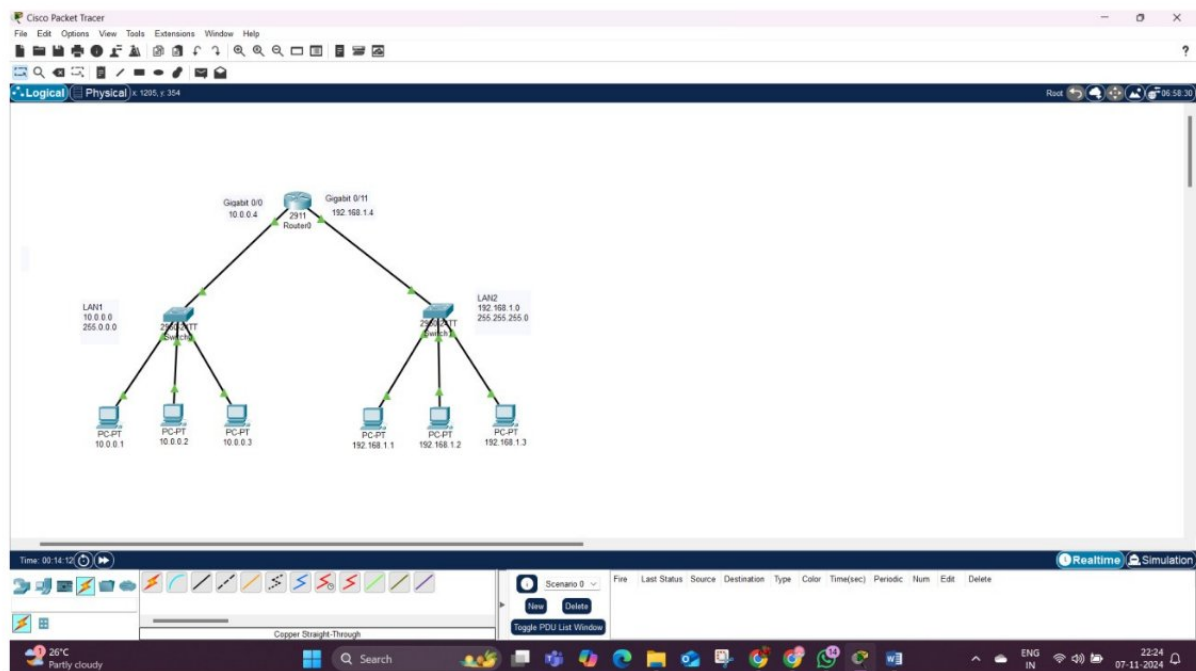 Cisco Packet Tracer
File Edit Options View Tools Extensions Window Help
?
Logical Physical x: 1205, y: 354 Root 06:58:30
Gigabit 0/0
10.0.0.4
Gigabit 0/11
192.168.1.4
2911
Router0
LAN1
10.0.0.0
255.0.0.0
LAN2
192.168.1.0
255.255.255.0
PC-PT
10.0.0.1
PC-PT
10.0.0.2
PC-PT
10.0.0.3
PC-PT
192.168.1.1
PC-PT
192.168.1.2
PC-PT
192.168.1.3
Time: 00:14:12 Realtime Simulation
Scenario 0 Fire Last Status Source Destination Type Color Time(sec) Periodic Num Edit Delete
New Delete
Toggle PDU List Window
Copper Straight-Through
26°C
Partly cloudy
Search
14
ENG
IN
22:24
07-11-2024